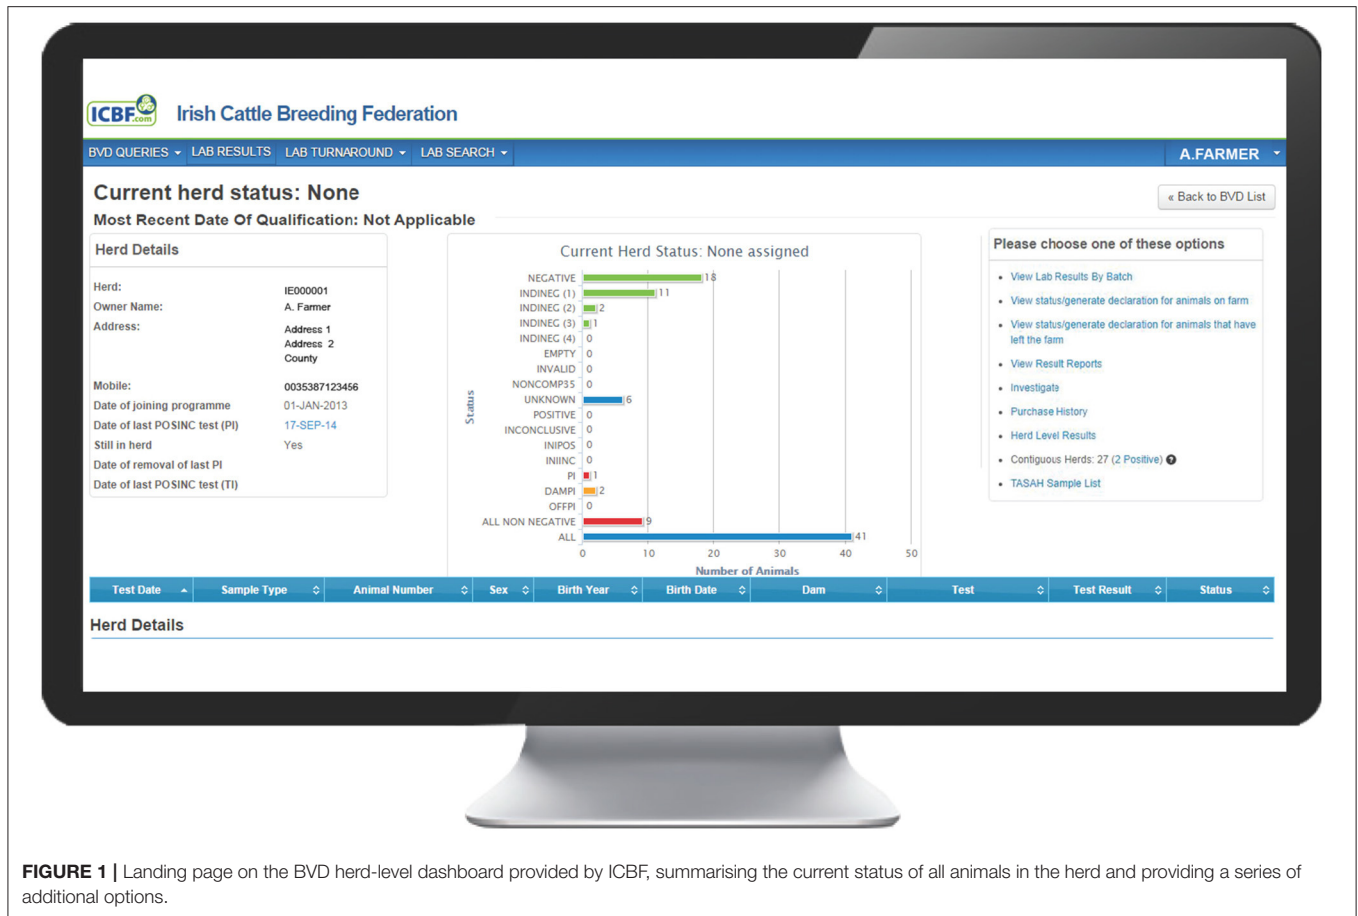 ICBF.com
Irish Cattle Breeding Federation
BVD QUERIES LAB RESULTS LAB TURNAROUND LAB SEARCH A.FARMER
Current herd status: None
« Back to BVD List
Most Recent Date Of Qualification: Not Applicable
Herd Details
Herd: IE000001
Owner Name: A. Farmer
Address: Address 1
Address 2
County
Mobile: 0035387123456
Date of joining programme 01-JAN-2013
Date of last POSINC test (PI) 17-SEP-14
Still in herd Yes
Date of removal of last PI
Date of last POSINC test (TI)
Current Herd Status: None assigned
Status
NEGATIVE 18
INDINEG (1) 11
INDINEG (2) 2
INDINEG (3) 1
INDINEG (4) 0
EMPTY 0
INVALID 0
NONCOMP35 0
UNKNOWN 6
POSITIVE 0
INCONCLUSIVE 0
INIPOS 0
INIINC 0
PI 1
DAMPI 2
OFFPI 0
ALL NON NEGATIVE 9
ALL 41
0 10 20 30 40 50
Number of Animals
Please choose one of these options
View Lab Results By Batch
View status/generate declaration for animals on farm
View status/generate declaration for animals that have
left the farm
View Result Reports
Investigate
Purchase History
Herd Level Results
Contiguous Herds: 27 (2 Positive) ?
TASAH Sample List
Test Date Sample Type Animal Number Sex Birth Year Birth Date Dam Test Test Result Status
Herd Details
FIGURE 1 | Landing page on the BVD herd-level dashboard provided by ICBF, summarising the current status of all animals in the herd and providing a series of
additional options.